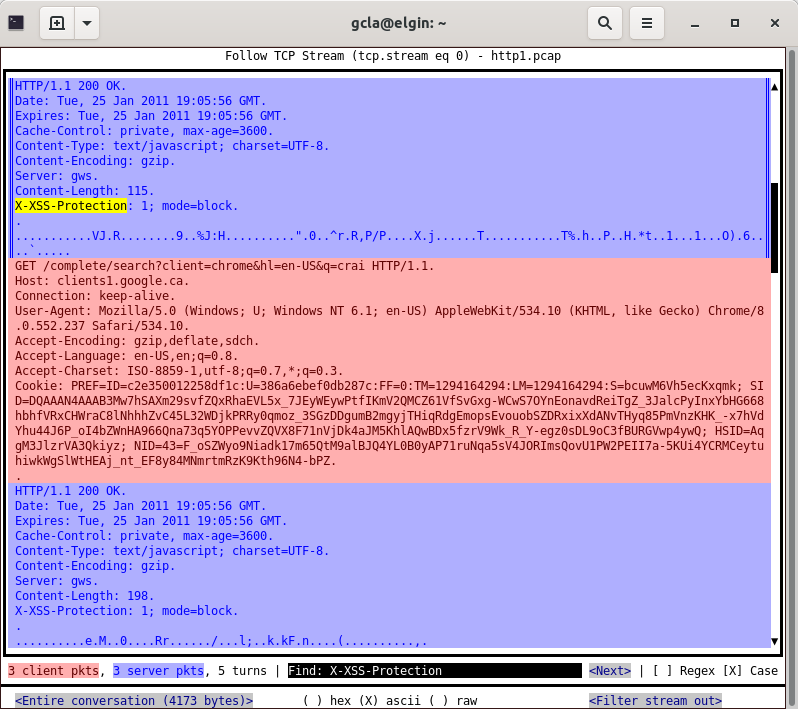 gcla@elgin: ~
Follow TCP Stream (tcp.stream eq 0) - http1.pcap
HTTP/1.1 200 OK.
Date: Tue, 25 Jan 2011 19:05:56 GMT.
Expires: Tue, 25 Jan 2011 19:05:56 GMT.
Cache-Control: private, max-age=3600.
Content-Type: text/javascript; charset=UTF-8.
Content-Encoding: gzip.
Server: gws.
Content-Length: 115.
X-XSS-Protection: 1; mode=block.
.
...........VJ.R........9..%J:H..........".0..^r.R,P/P....X.j......T...........T%.h..P..H.*t..1...1...O).6..
..`.....
GET /complete/search?client=chrome&hl=en-US&q=crai HTTP/1.1.
Host: clients1.google.ca.
Connection: keep-alive.
User-Agent: Mozilla/5.0 (Windows; U; Windows NT 6.1; en-US) AppleWebKit/534.10 (KHTML, like Gecko) Chrome/8
.0.552.237 Safari/534.10.
Accept-Encoding: gzip,deflate,sdch.
Accept-Language: en-US,en;q=0.8.
Accept-Charset: ISO-8859-1,utf-8;q=0.7,*;q=0.3.
Cookie: PREF=ID=c2e350012258df1c:U=386a6ebef0db287c:FF=0:TM=1294164294:LM=1294164294:S=bcuwM6Vh5ecKxqmk; SI
D=DQAAAN4AAAB3Mw7hSAXm29svfZQxRhaEVL5x_7JEyWEywPtfIKmV2QMCZ61VfSvGxg-WCwS7OYnEonavdReiTgZ_3JalcPyInxYbHG668
hbhfVRxCHWraC8lNhhhZvC45L32WDjkPRRy0qmoz_3SGzDDgumB2mgyjTHiqRdgEmopsEvouobSZDRxixXdANvTHyq85PmVnzKHK_-x7hVd
Yhu44J6P_oI4bZWnHA966Qna73q5YOPPevvZQVX8F71nVjDk4aJM5KhlAQwBDx5fzrV9Wk_R_Y-egz0sDL9oC3fBURGVwp4ywQ; HSID=Aq
gM3JlzrVA3Qkiyz; NID=43=F_oSZWyo9Niadk17m65QtM9alBJQ4YL0B0yAP71ruNqa5sV4JORImsQovU1PW2PEII7a-5KUi4YCRMCeytu
hiwkWgSlWtHEAj_nt_EF8y84MNmrtmRzK9Kth96N4-bPZ.
.
HTTP/1.1 200 OK.
Date: Tue, 25 Jan 2011 19:05:56 GMT.
Expires: Tue, 25 Jan 2011 19:05:56 GMT.
Cache-Control: private, max-age=3600.
Content-Type: text/javascript; charset=UTF-8.
Content-Encoding: gzip.
Server: gws.
Content-Length: 198.
X-XSS-Protection: 1; mode=block.
.
..........e.M..0....Rr....../...l;..k.kF.n....(..........,.
3 client pkts, 3 server pkts, 5 turns | Find: X-XSS-Protection <Next> | [ ] Regex [X] Case
<Entire conversation (4173 bytes)> ( ) hex (X) ascii ( ) raw <Filter stream out>